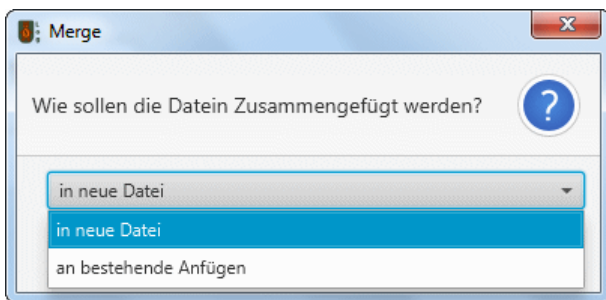 Merge
Wie sollen die Datein Zusammengefügt werden?
?
in neue Datei
in neue Datei
an bestehende Anfügen